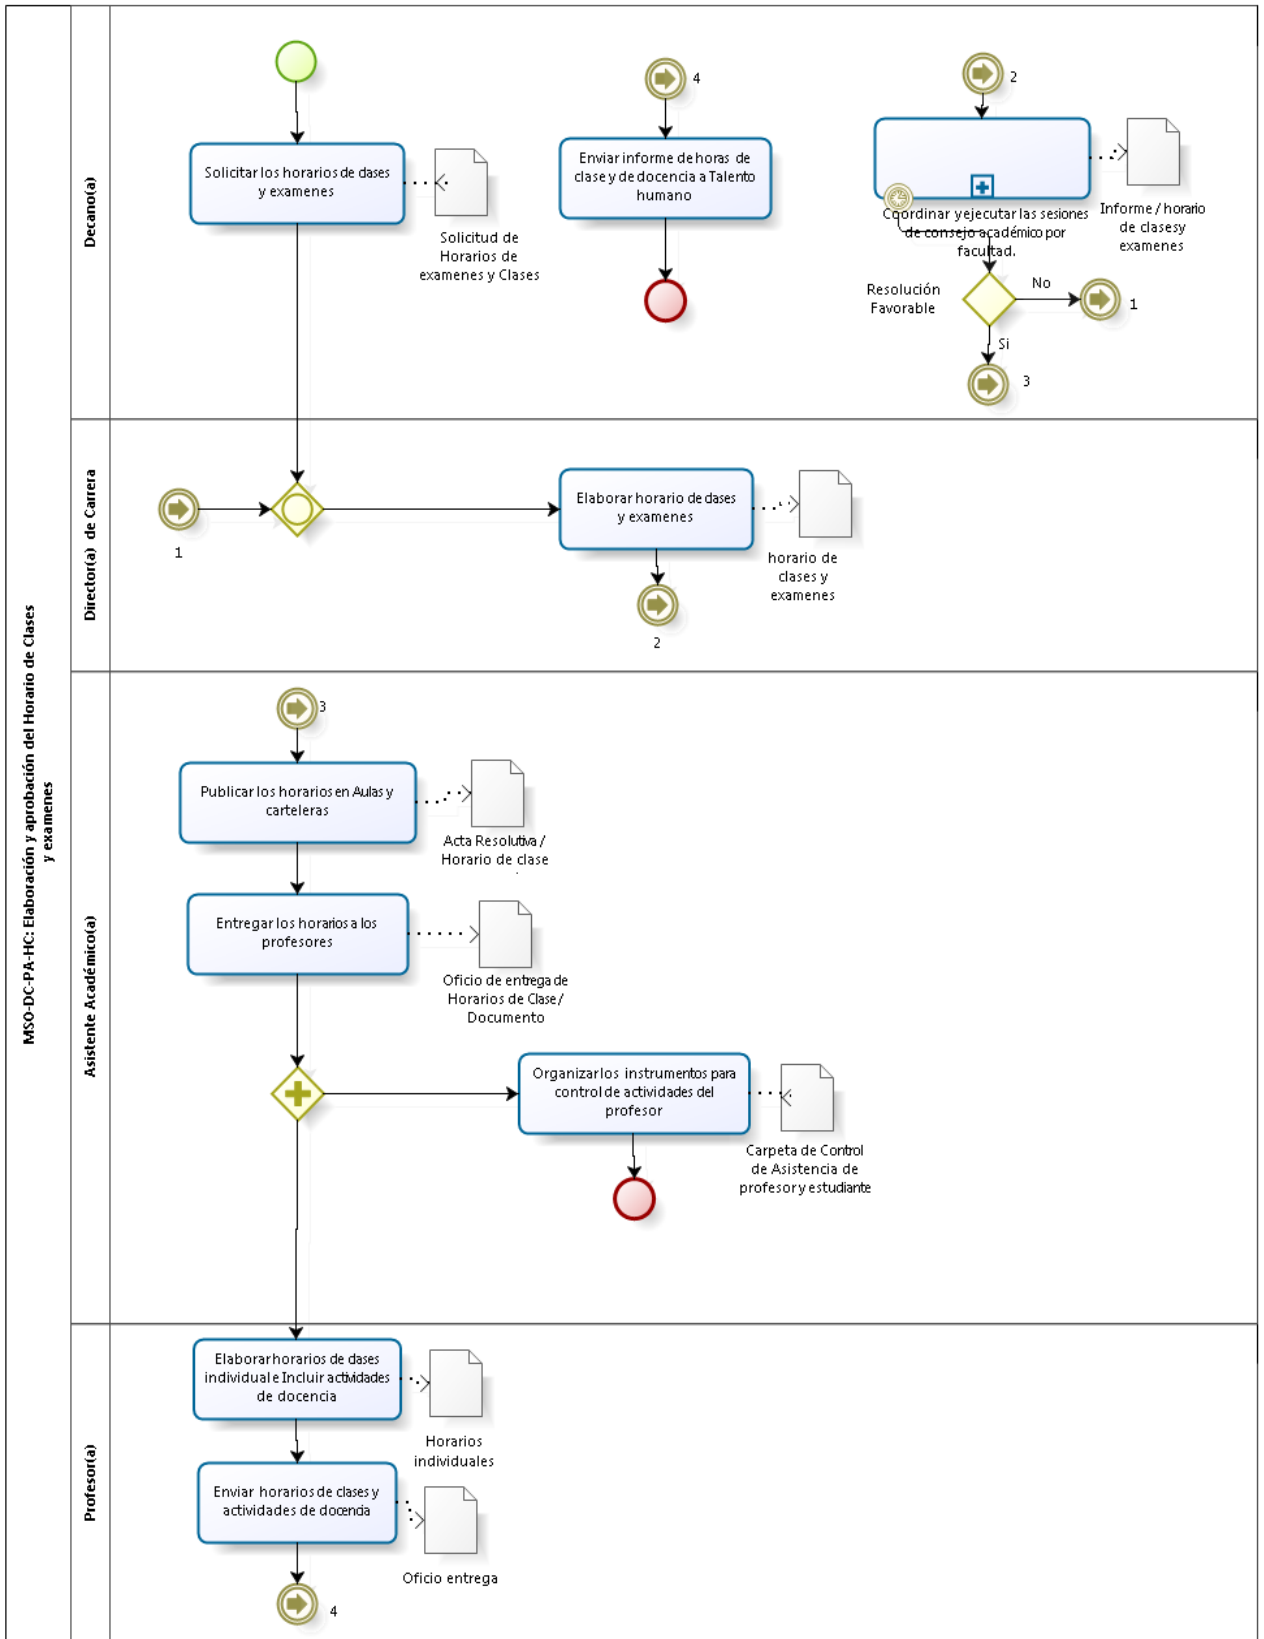 MSO-DC-PA-HC: Elaboración y aprobación del Horario de Clases
y examenes
Decano(a)
Solicitar los horarios de clases
y examenes
Solicitud de
Horarios de
examenes y Clases
4
Enviar informe de horas de
clase y de docencia a Talento
humano
2
Coordinar y ejecutar las sesiones
de consejo académico por
facultad.
Informe / horario
de clases y
examenes
Resolución
Favorable
No
1
Si
3
Director(a) de Carrera
1
Elaborar horario de clases
y examenes
horario de
clases y
examenes
2
Asistente Académico(a)
3
Publicar los horarios en Aulas y
carteleras
Acta Resolutiva /
Horario de clase
.
Entregar los horarios a los
profesores
Oficio de entrega de
Horarios de Clase/
Documento
Organizar los instrumentos para
control de actividades del
profesor
Carpeta de Control
de Asistencia de
profesor y estudiante
Profesor(a)
Elaborar horarios de clases
individual e Incluir actividades
de docencia
Horarios
individuales
Enviar horarios de clases y
actividades de docencia
Oficio entrega
4